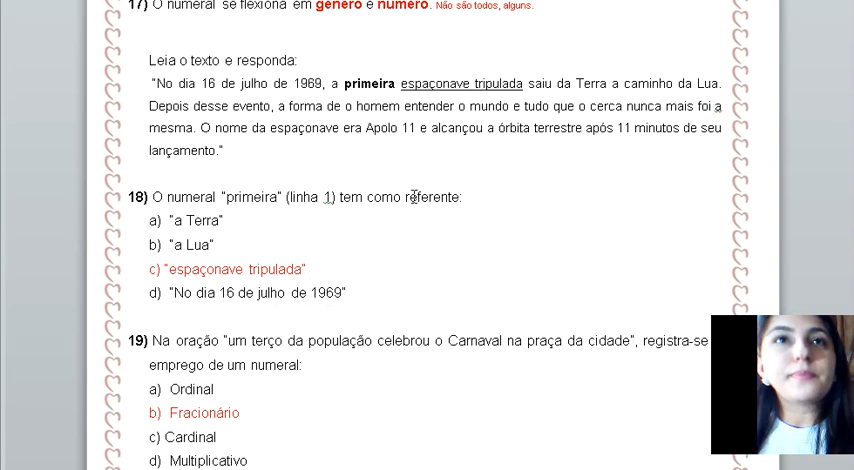 17) O numeral se flexiona em gênero e número. Não são todos, alguns.
Leia o texto e responda:
"No dia 16 de julho de 1969, a primeira espaçonave tripulada saiu da Terra a caminho da Lua.
Depois desse evento, a forma de o homem entender o mundo e tudo que o cerca nunca mais foi a
mesma. O nome da espaçonave era Apolo 11 e alcançou a órbita terrestre após 11 minutos de seu
lançamento."
18) O numeral "primeira" (linha 1) tem como referente:
a) "a Terra"
b) "a Lua"
c) "espaçonave tripulada"
d) "No dia 16 de julho de 1969"
19) Na oração "um terço da população celebrou o Carnaval na praça da cidade", registra-se
emprego de um numeral:
a) Ordinal
b) Fracionário
c) Cardinal
d) Multiplicativo